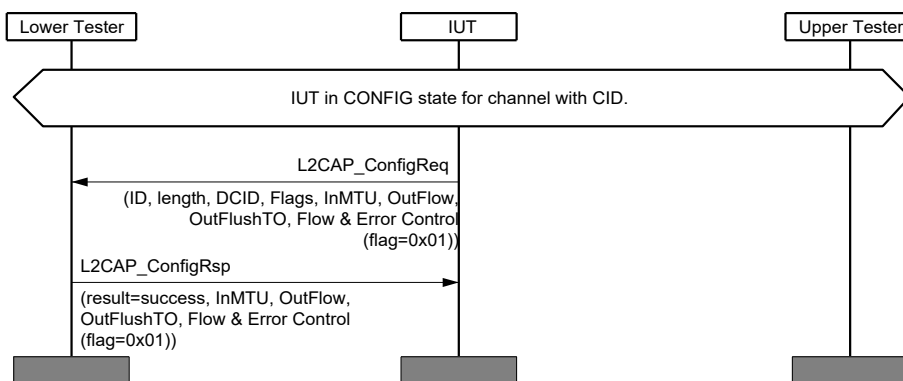 Lower Tester
IUT
Upper Tester
IUT in CONFIG state for channel with CID.
L2CAP_ConfigReq
(ID, length, DCID, Flags, InMTU, OutFlow,
OutFlushTO, Flow & Error Control
(flag=0x01))
L2CAP_ConfigRsp
(result=success, InMTU, OutFlow,
OutFlushTO, Flow & Error Control
(flag=0x01))